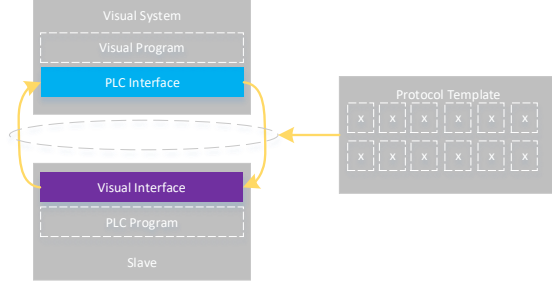 Visual System
Visual Program
PLC Interface
Protocol Template
x x x x x x
x x x x x x
Visual Interface
PLC Program
Slave